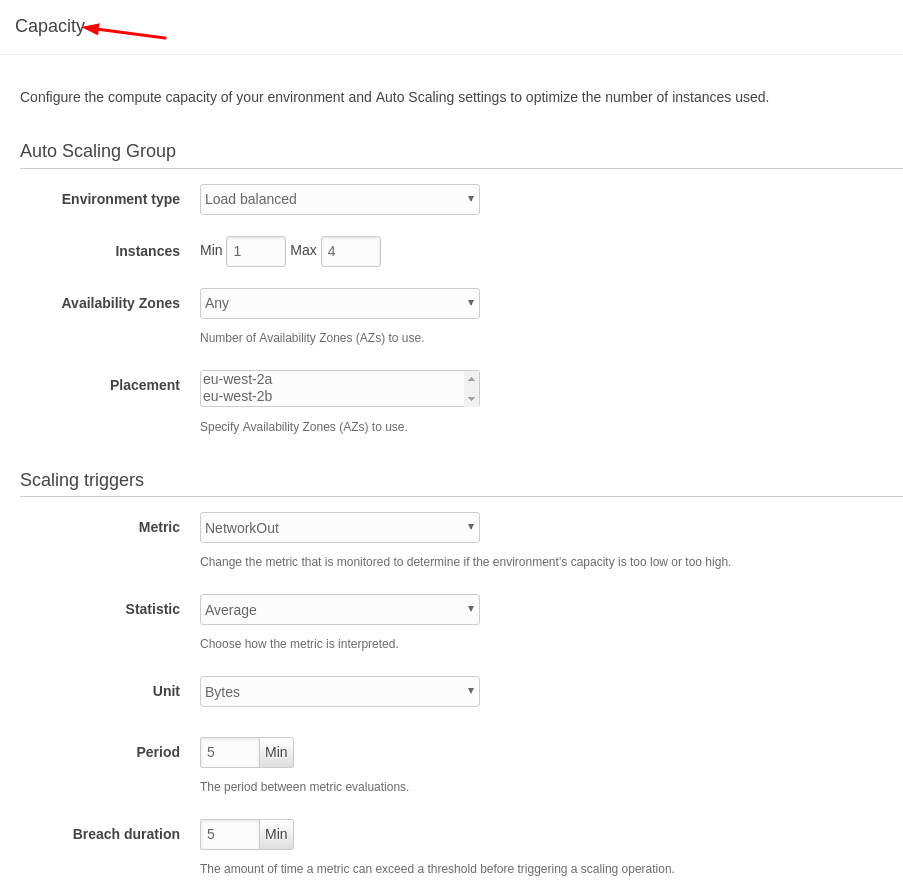 Capacity
Configure the compute capacity of your environment and Auto Scaling settings to optimize the number of instances used.
Auto Scaling Group
Environment type Load balanced
Instances Min 1 Max 4
Availability Zones Any
Number of Availability Zones (AZs) to use.
Placement eu-west-2a
eu-west-2b
Specify Availability Zones (AZs) to use.
Scaling triggers
Metric NetworkOut
Change the metric that is monitored to determine if the environment's capacity is too low or too high.
Statistic Average
Choose how the metric is interpreted.
Unit Bytes
Period 5 Min
The period between metric evaluations.
Breach duration 5 Min
The amount of time a metric can exceed a threshold before triggering a scaling operation.